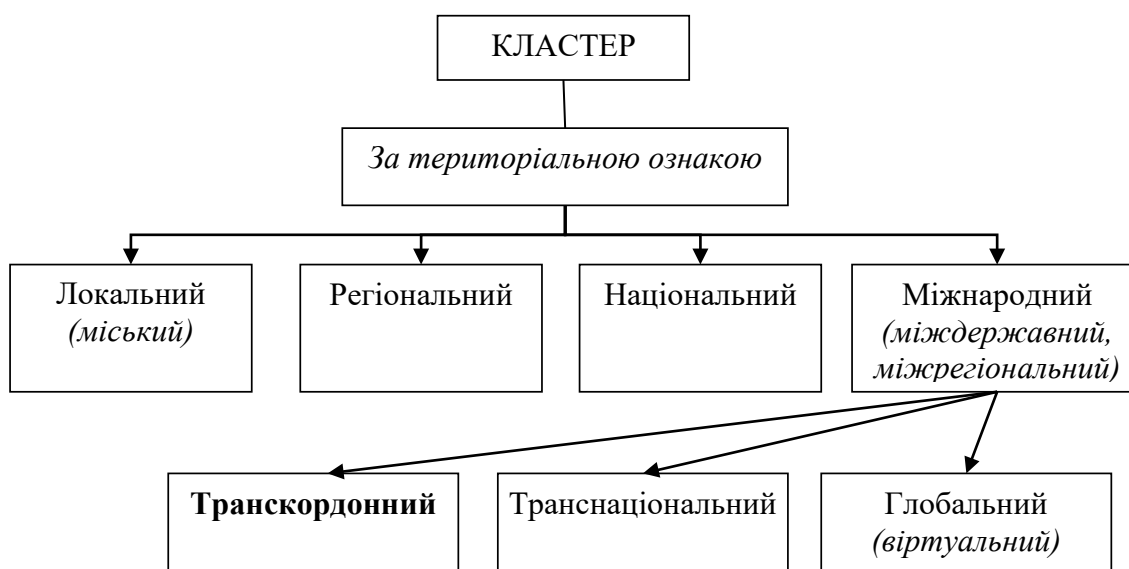 КЛАСТЕР
За територіальною ознакою
Локальний
(міський)
Регіональний
Національний
Міжнародний
(міждержавний,
міжрегіональний)
Транскордонний
Транснаціональний
Глобальний
(віртуальний)